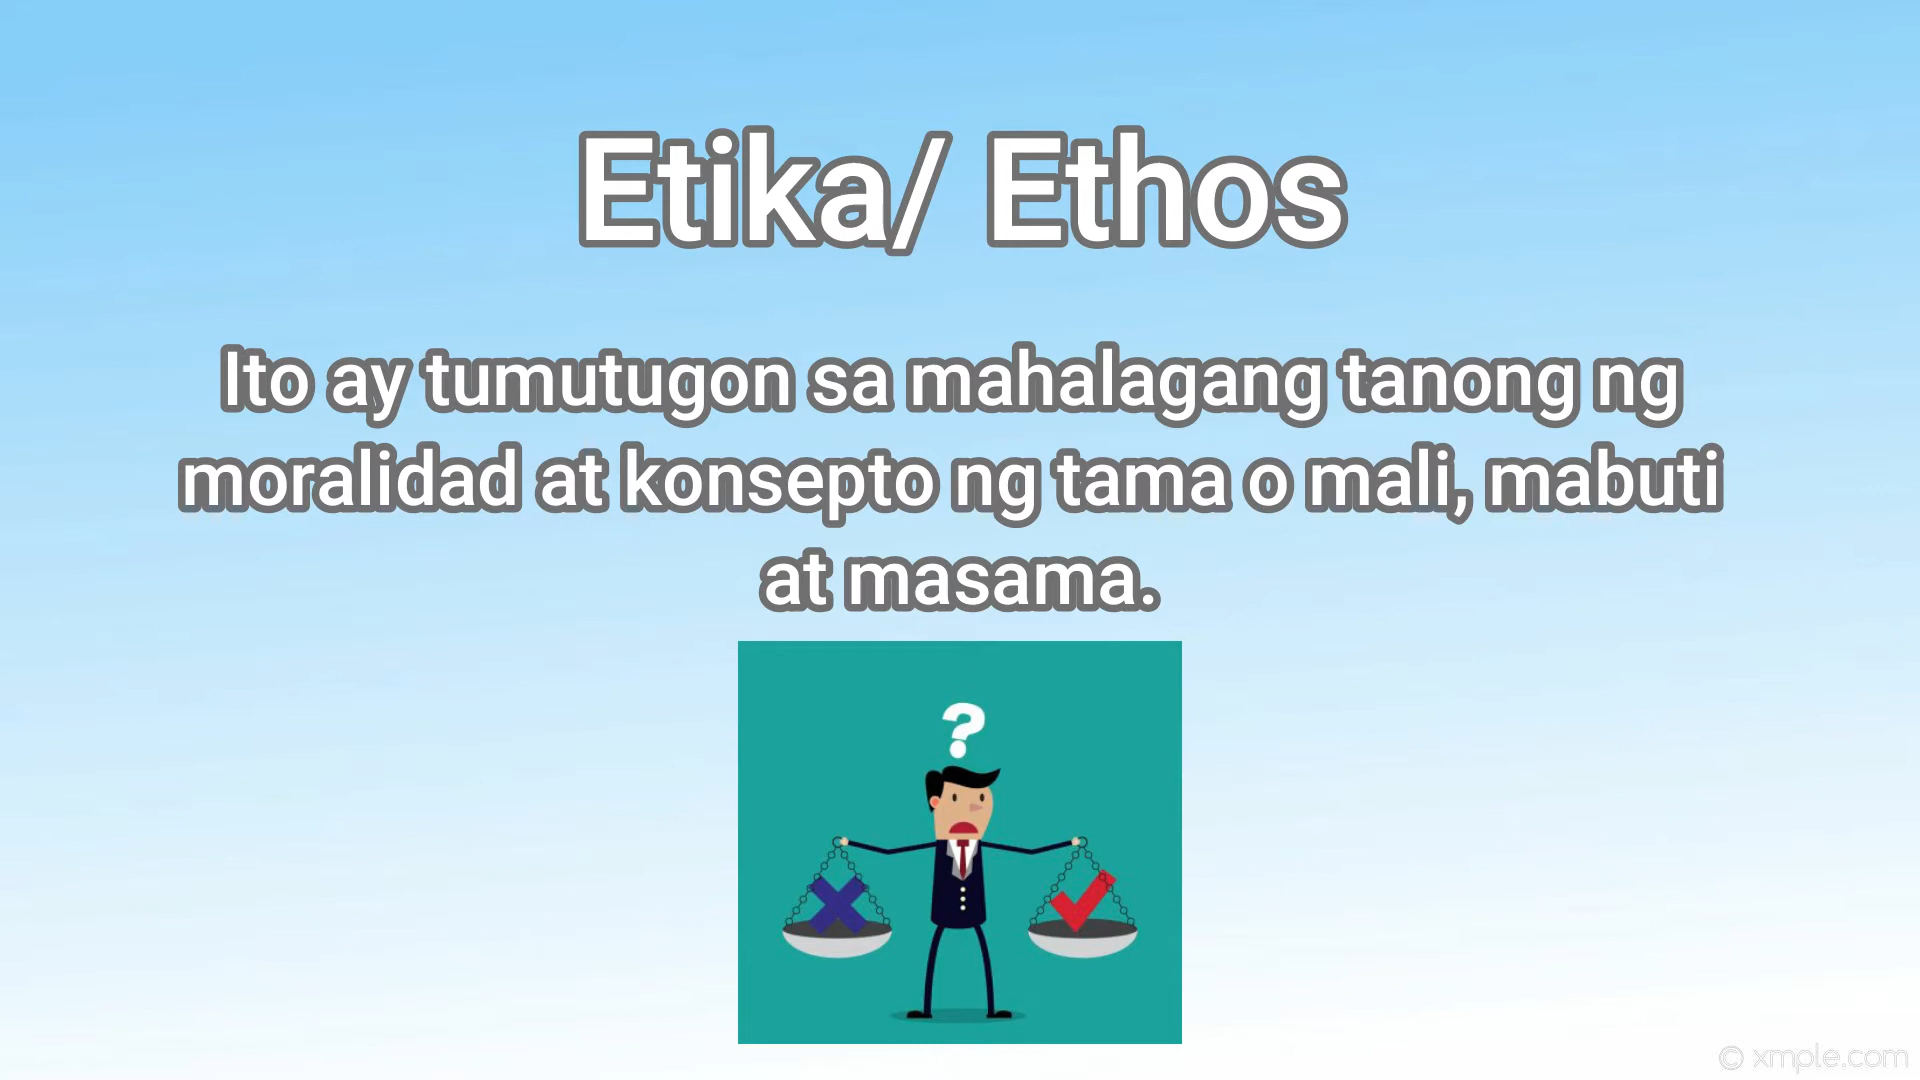 Etika/ Ethos
Ito ay tumutugon sa mahalagang tanong ng
moralidad at konsepto ng tama o mali, mabuti
at masama.
?
© xmple.com